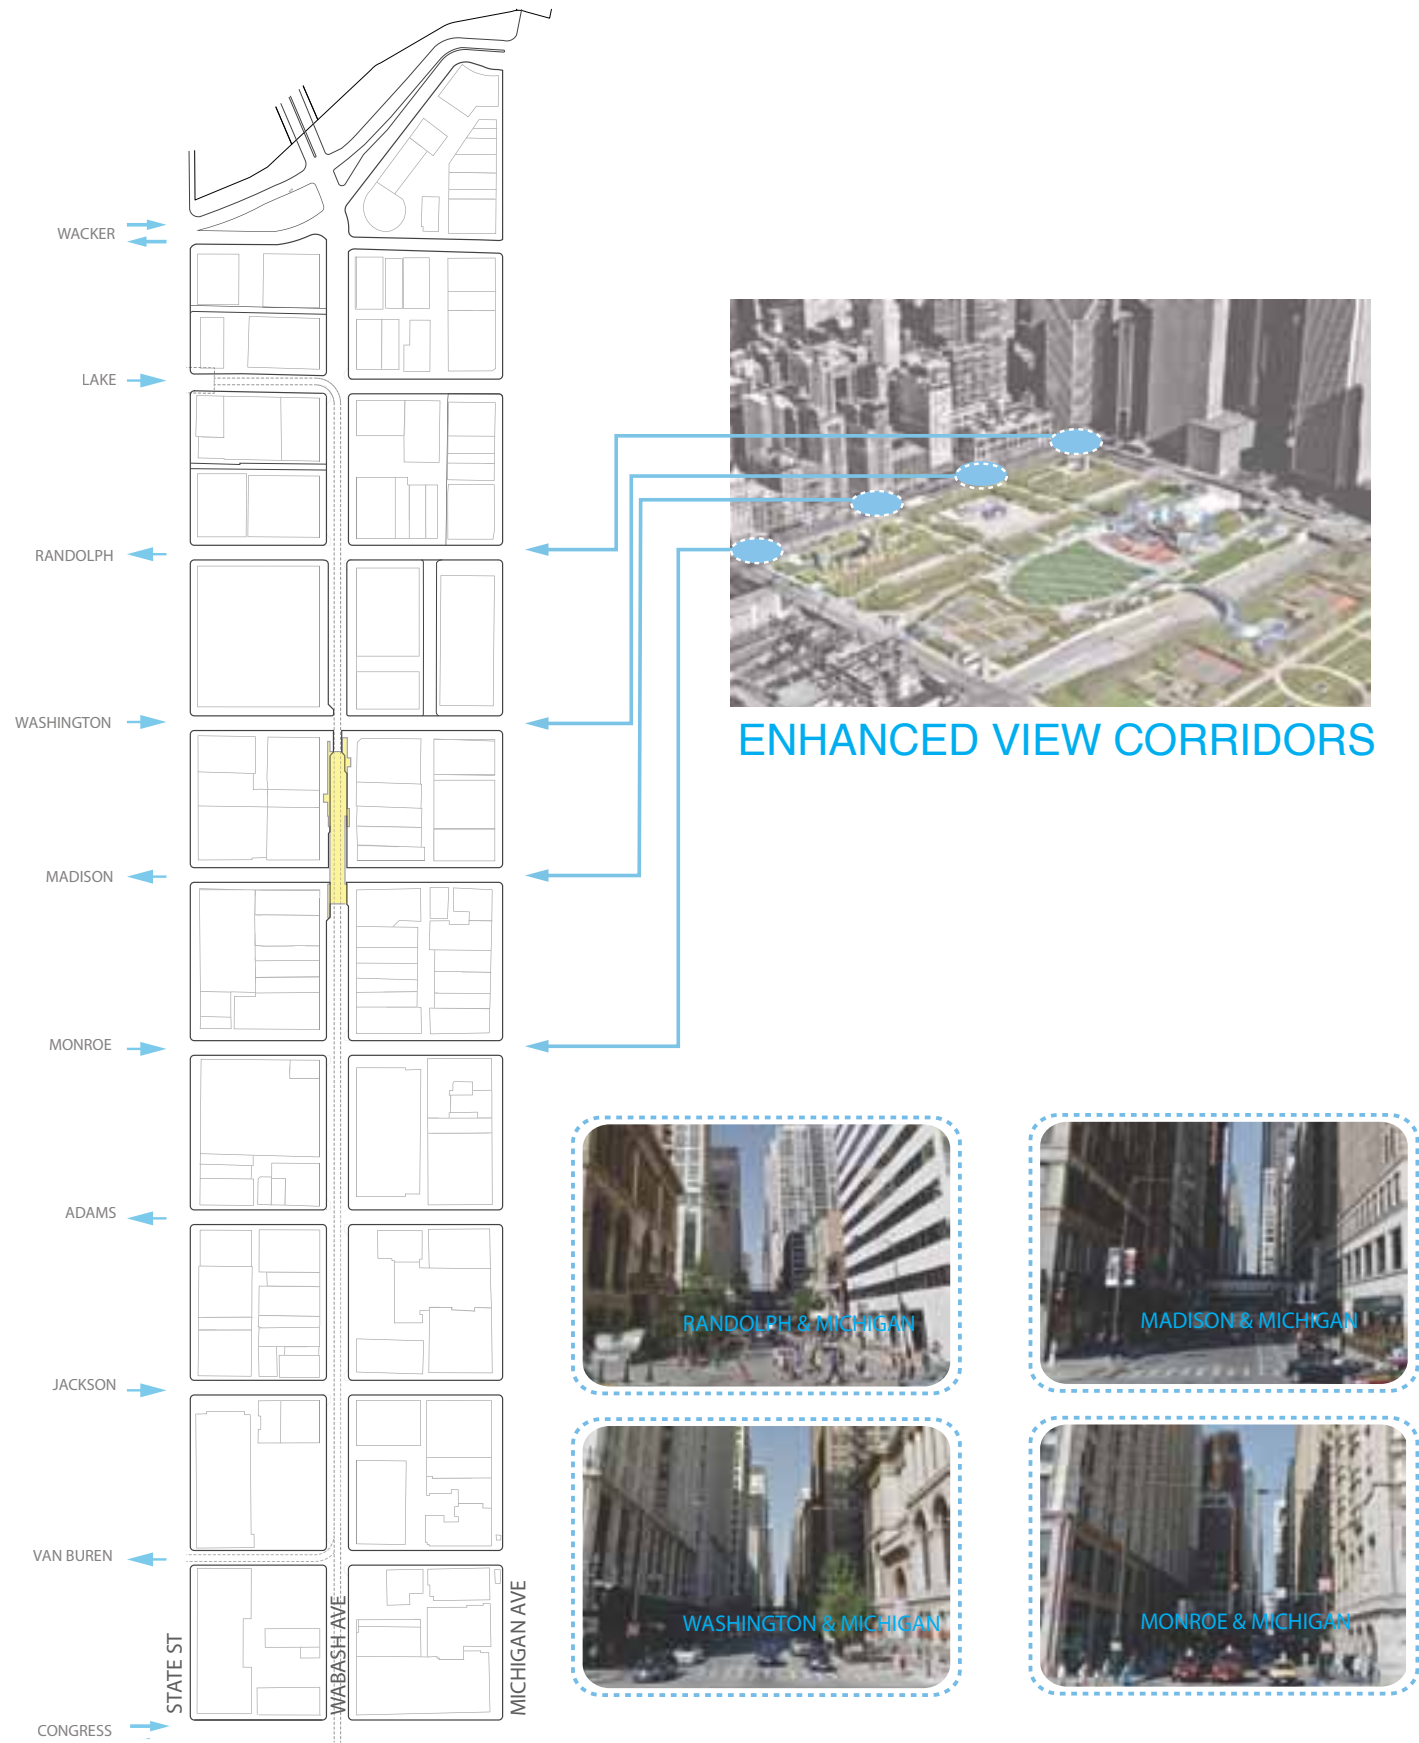 WACKER
LAKE
RANDOLPH
WASHINGTON
MADISON
MONROE
ADAMS
JACKSON
VAN BUREN
CONGRESS
STATE ST
WABASH AVE
MICHIGAN AVE
ENHANCED VIEW CORRIDORS
RANDOLPH & MICHIGAN
MADISON & MICHIGAN
WASHINGTON & MICHIGAN
MONROE & MICHIGAN